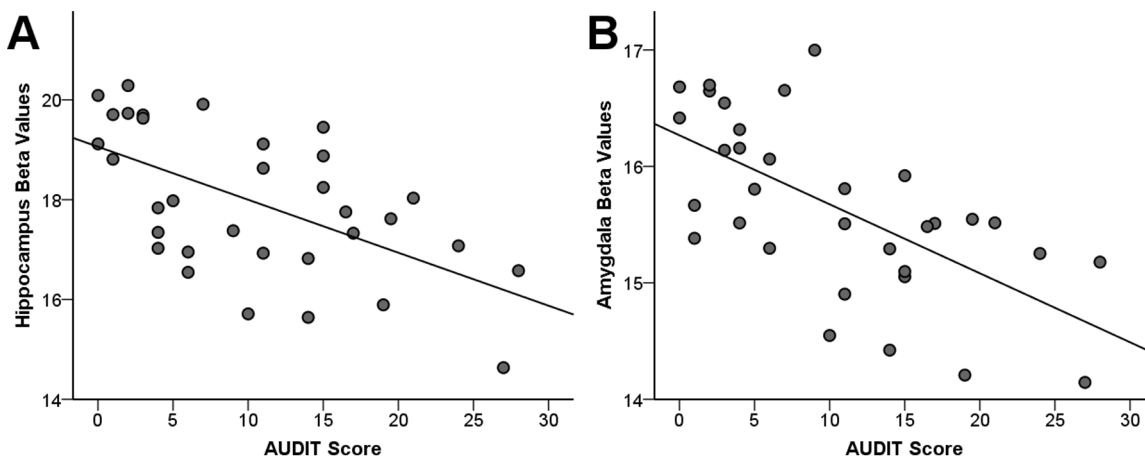 A
B
Hippocampus Beta Values
20
18
16
14
0 5 10 15 20 25 30
AUDIT Score
Amygdala Beta Values
17
16
15
14
0 5 10 15 20 25 30
AUDIT Score